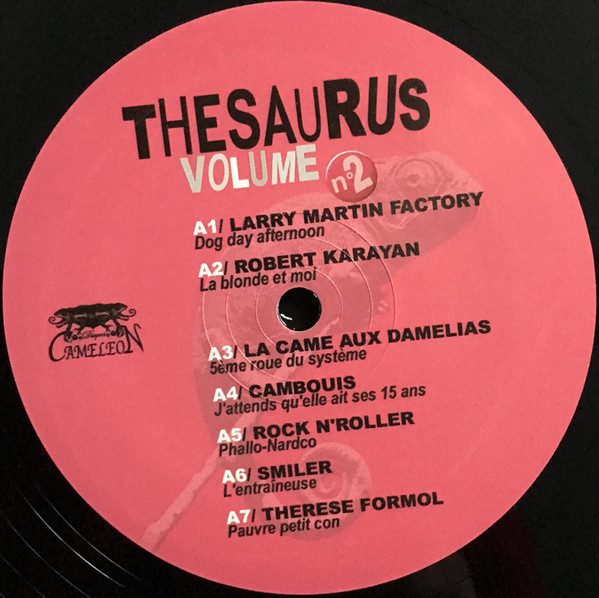 THESAURUS
VOLUME n°2
A1/ LARRY MARTIN FACTORY
Dog day afternoon
A2/ ROBERT KARAYAN
La blonde et moi
CAMELEON
A3/ LA CAME AUX DAMELIAS
5ème roue du système
A4/ CAMBOUIS
J'attends qu'elle ait ses 15 ans
A5/ ROCK N'ROLLER
Phallo-Nardco
A6/ SMILER
L'entraîneuse
A7/ THERESE FORMOL
Pauvre petit con